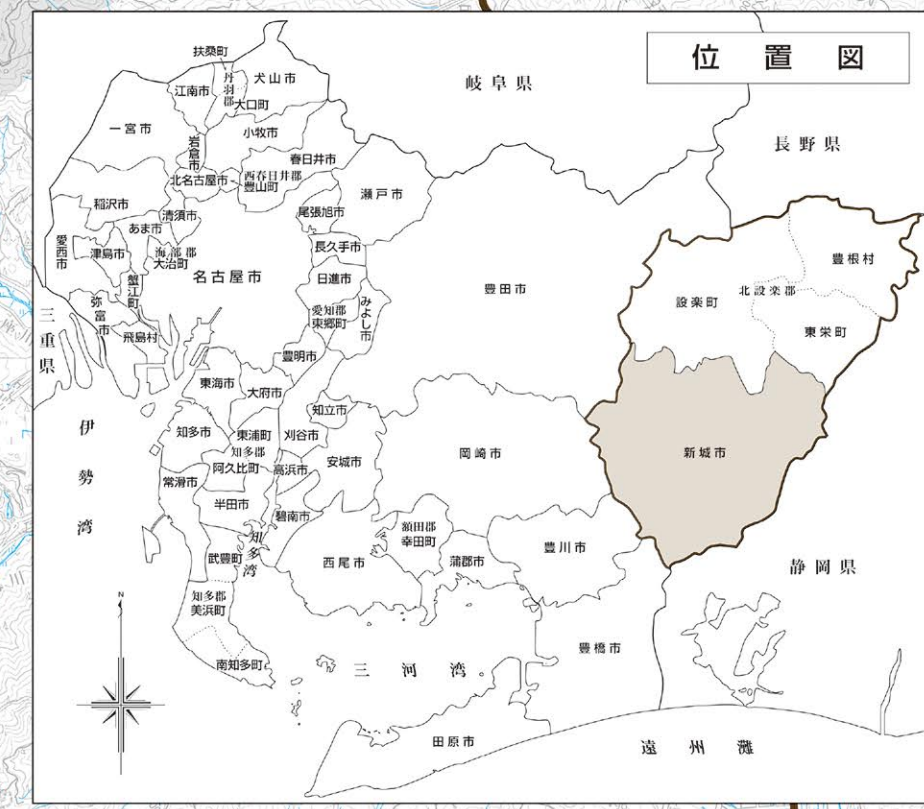 位置図
岐阜県
長野県
三重県
静岡県
伊勢湾
知多湾
三河湾
遠州灘
扶桑町
丹羽郡
犬山市
江南市
大口町
一宮市
小牧市
岩倉市
春日井市
北名古屋市
西春日井郡
豊山町
瀬戸市
稲沢市
清須市
尾張旭市
あま市
愛西市
津島市
海部郡
大治町
長久手市
名古屋市
日進市
蟹江町
弥富市
飛島村
愛知郡
東郷町
みよし市
豊明市
豊田市
設楽町
北設楽郡
豊根村
東栄町
東海市
大府市
知立市
知多市
東浦町
刈谷市
知多郡
阿久比町
高浜市
安城市
岡崎市
新城市
常滑市
半田市
碧南市
武豊町
西尾市
額田郡
幸田町
蒲郡市
豊川市
知多郡
美浜町
南知多町
豊橋市
田原市
N